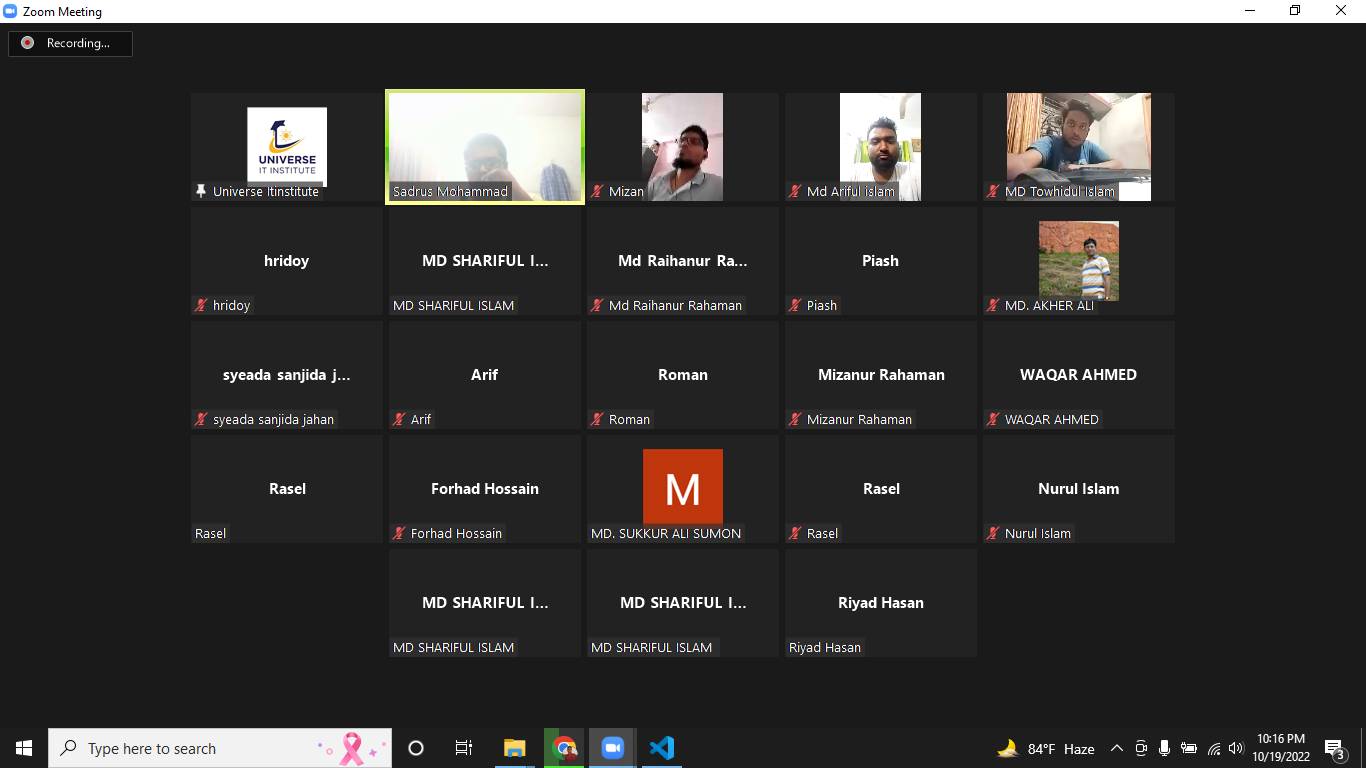 Zoom Meeting
Recording...
UNIVERSE
IT INSTITUTE
Universe Itinstitute
Sadrus Mohammad
Mizan
Md Ariful islam
MD Towhidul Islam
hridoy
hridoy
MD SHARIFUL I...
MD SHARIFUL ISLAM
Md Raihanur Ra...
Md Raihanur Rahaman
Piash
Piash
MD. AKHER ALI
syeada sanjida j...
syeada sanjida jahan
Arif
Arif
Roman
Roman
Mizanur Rahaman
Mizanur Rahaman
WAQAR AHMED
WAQAR AHMED
Rasel
Rasel
Forhad Hossain
Forhad Hossain
M
MD. SUKKUR ALI SUMON
Rasel
Rasel
Nurul Islam
Nurul Islam
MD SHARIFUL I...
MD SHARIFUL ISLAM
MD SHARIFUL I...
MD SHARIFUL ISLAM
Riyad Hasan
Riyad Hasan
Type here to search
84°F Haze
10:16 PM
10/19/2022
3